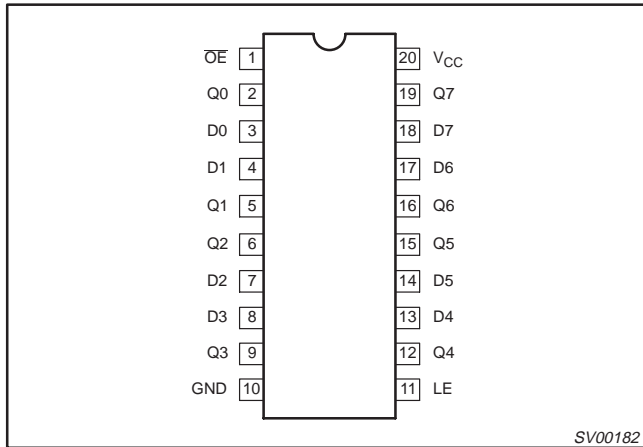 O̅E̅ 1 20 VCC
Q0 2 19 Q7
D0 3 18 D7
D1 4 17 D6
Q1 5 16 Q6
Q2 6 15 Q5
D2 7 14 D5
D3 8 13 D4
Q3 9 12 Q4
GND 10 11 LE
SV00182